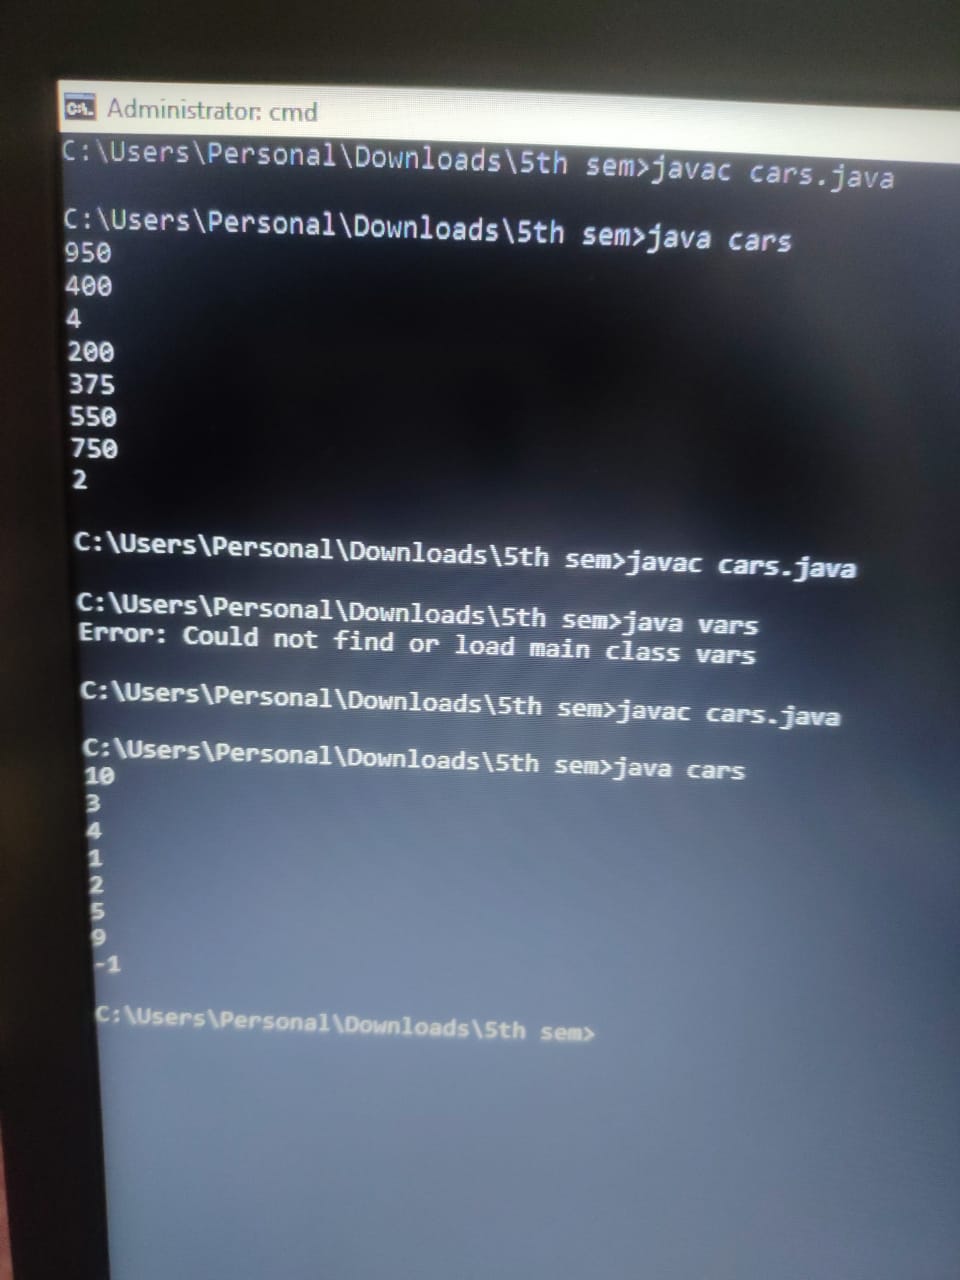 Administrator: cmd
C:\Users\Personal\Downloads\5th sem>javac cars.java
C:\Users\Personal\Downloads\5th sem>java cars
950
400
4
200
375
550
750
2
C:\Users\Personal\Downloads\5th sem>javac cars.java
C:\Users\Personal\Downloads\5th sem>java vars
Error: Could not find or load main class vars
C:\Users\Personal\Downloads\5th sem>javac cars.java
C:\Users\Personal\Downloads\5th sem>java cars
10
3
4
1
2
5
9
-1
C:\Users\Personal\Downloads\5th sem>